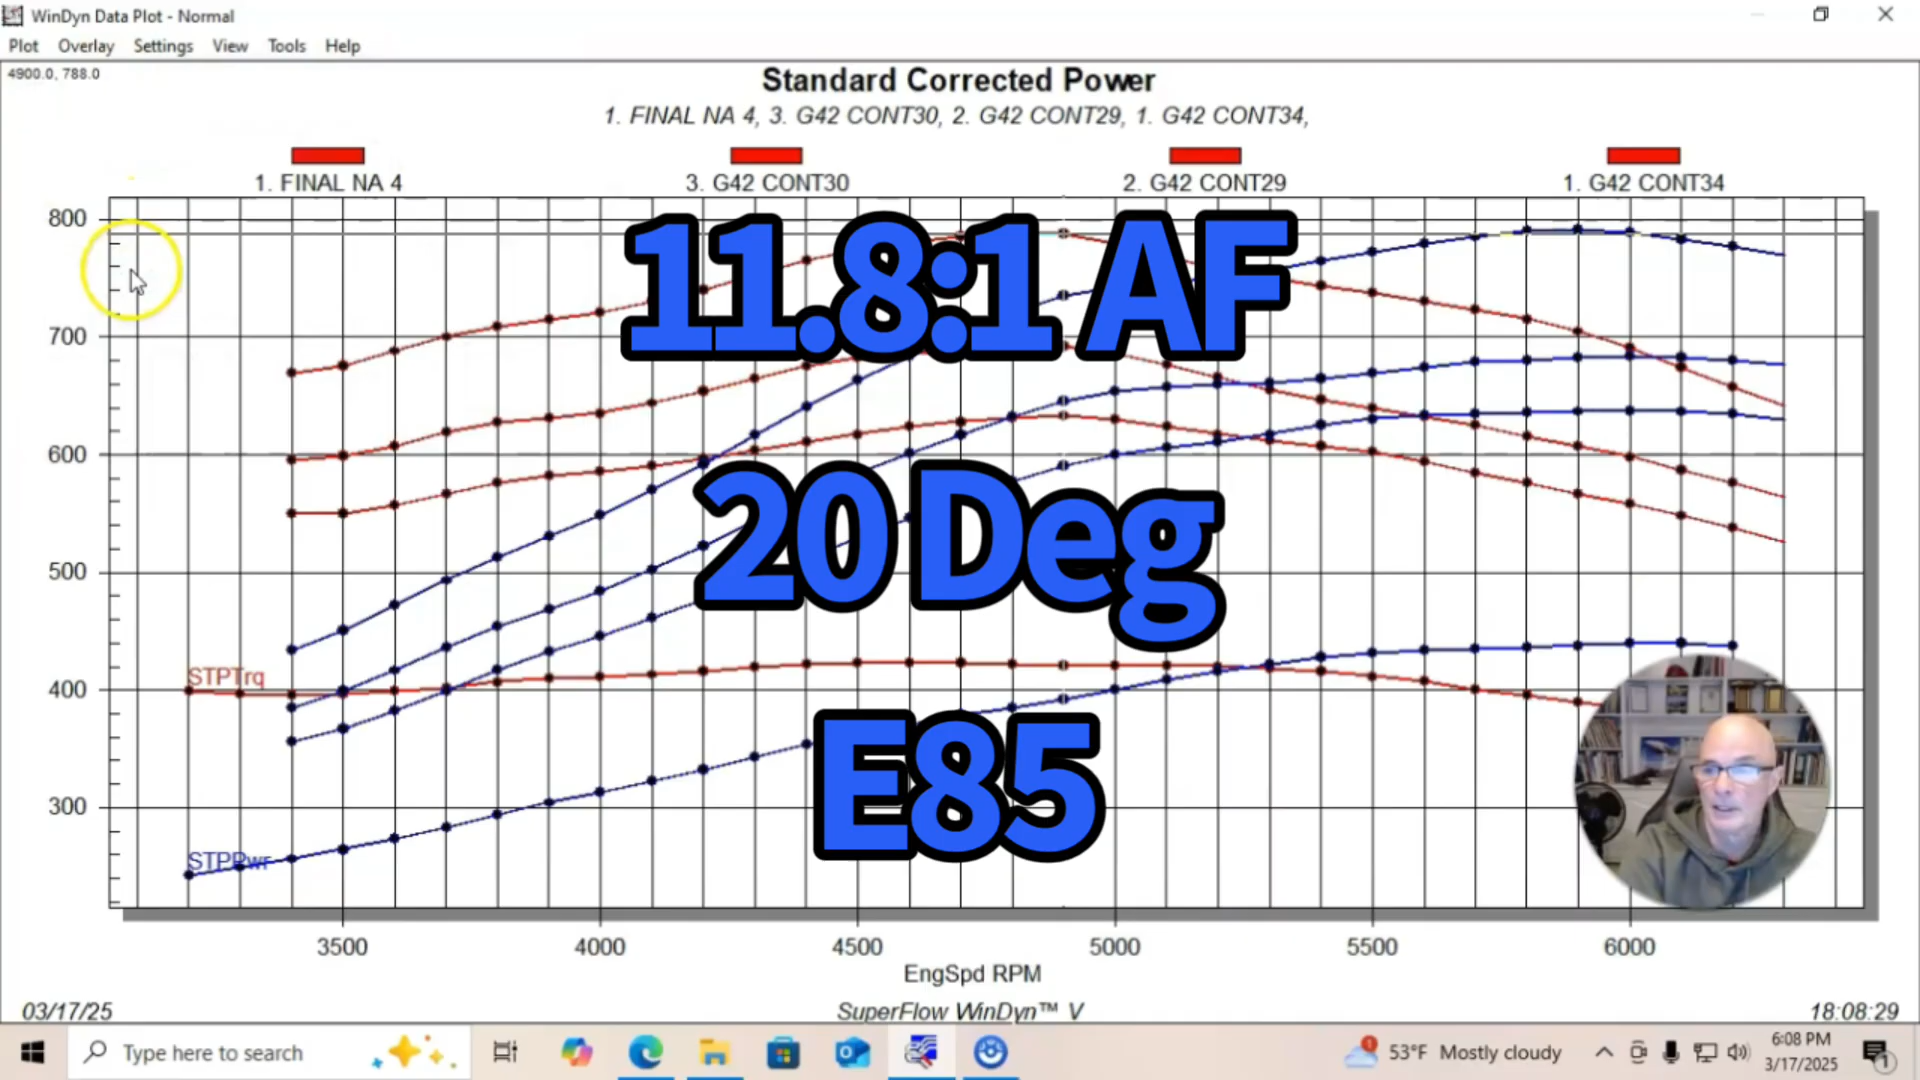 WinDyn Data Plot - Normal
Plot Overlay Settings View Tools Help
4900.0, 788.0
Standard Corrected Power
1. FINAL NA 4, 3. G42 CONT30, 2. G42 CONT29, 1. G42 CONT34,
1. FINAL NA 4
3. G42 CONT30
2. G42 CONT29
1. G42 CONT34
800
700
600
500
400
300
11.8:1 AF
20 Deg
E85
STPTrq
STPPwr
3500 4000 4500 5000 5500 6000
EngSpd RPM
03/17/25
SuperFlow WinDyn™ V
18:08:29
Type here to search
53°F Mostly cloudy
6:08 PM
3/17/2025
1
1